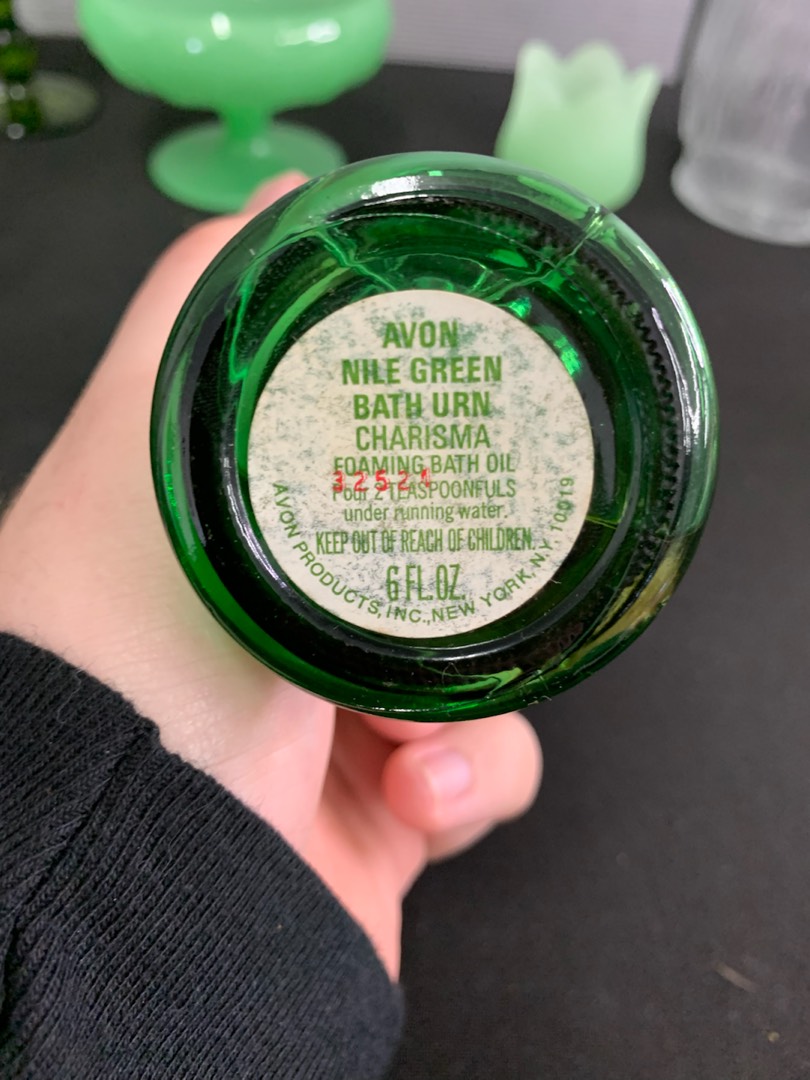 AVON
NILE GREEN
BATH URN
CHARISMA
FOAMING BATH OIL
Pour 2 TEASPOONFULS
under running water.
KEEP OUT OF REACH OF CHILDREN.
6 FL. OZ.
AVON PRODUCTS, INC., NEW YORK, N.Y. 10019